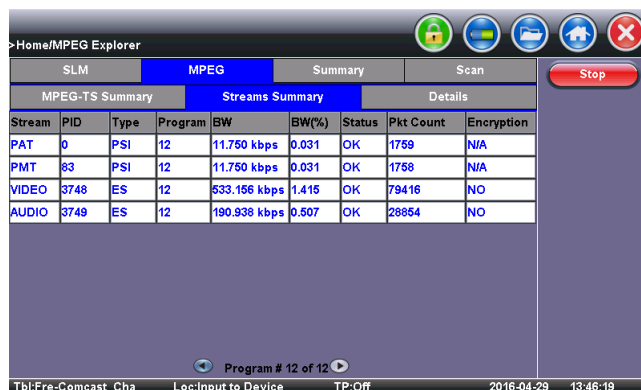 >Home/MPEG Explorer
SLM MPEG Summary Scan
Stop
MPEG-TS Summary Streams Summary Details
Stream PID Type Program BW BW(%) Status Pkt Count Encryption
PAT 0 PSI 12 11.750 kbps 0.031 OK 1759 N/A
PMT 83 PSI 12 11.750 kbps 0.031 OK 1758 N/A
VIDEO 3748 ES 12 533.156 kbps 1.415 OK 79416 NO
AUDIO 3749 ES 12 190.938 kbps 0.507 OK 28854 NO
Program # 12 of 12
Tbl:Fre-Comcast_Cha Loc:Input to Device TP:Off 2016-04-29 13:46:19